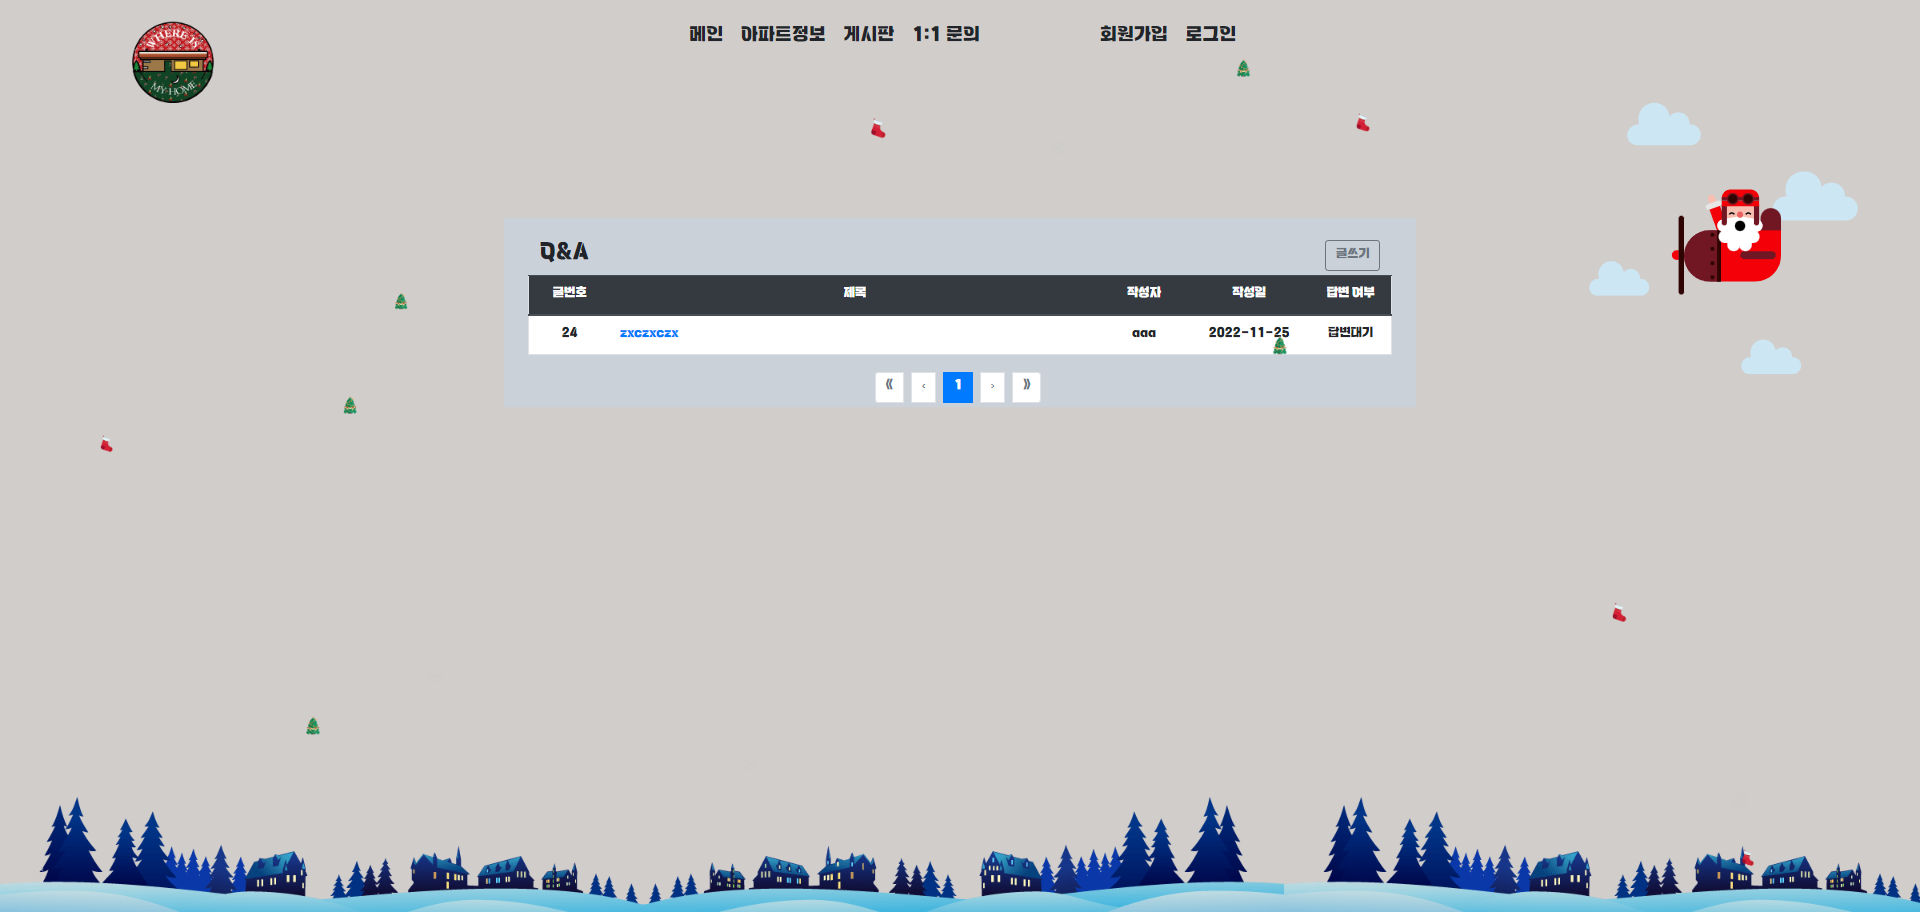 WHERE IS
MY HOME
메인 아파트정보 게시판 1:1 문의 회원가입 로그인
Q&A
글쓰기
글번호 제목 작성자 작성일 답변 여부
24 zxczxczx aaa 2022-11-25 답변대기
« ‹ 1 › »